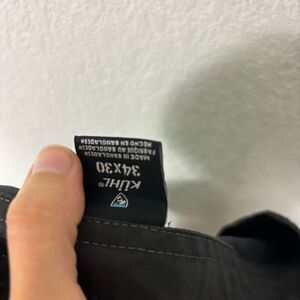 KÜHL®
34X30
MADE IN BANGLADESH
FABRIQUE AU BANGLADESH
HECHO EN BANGLADESH